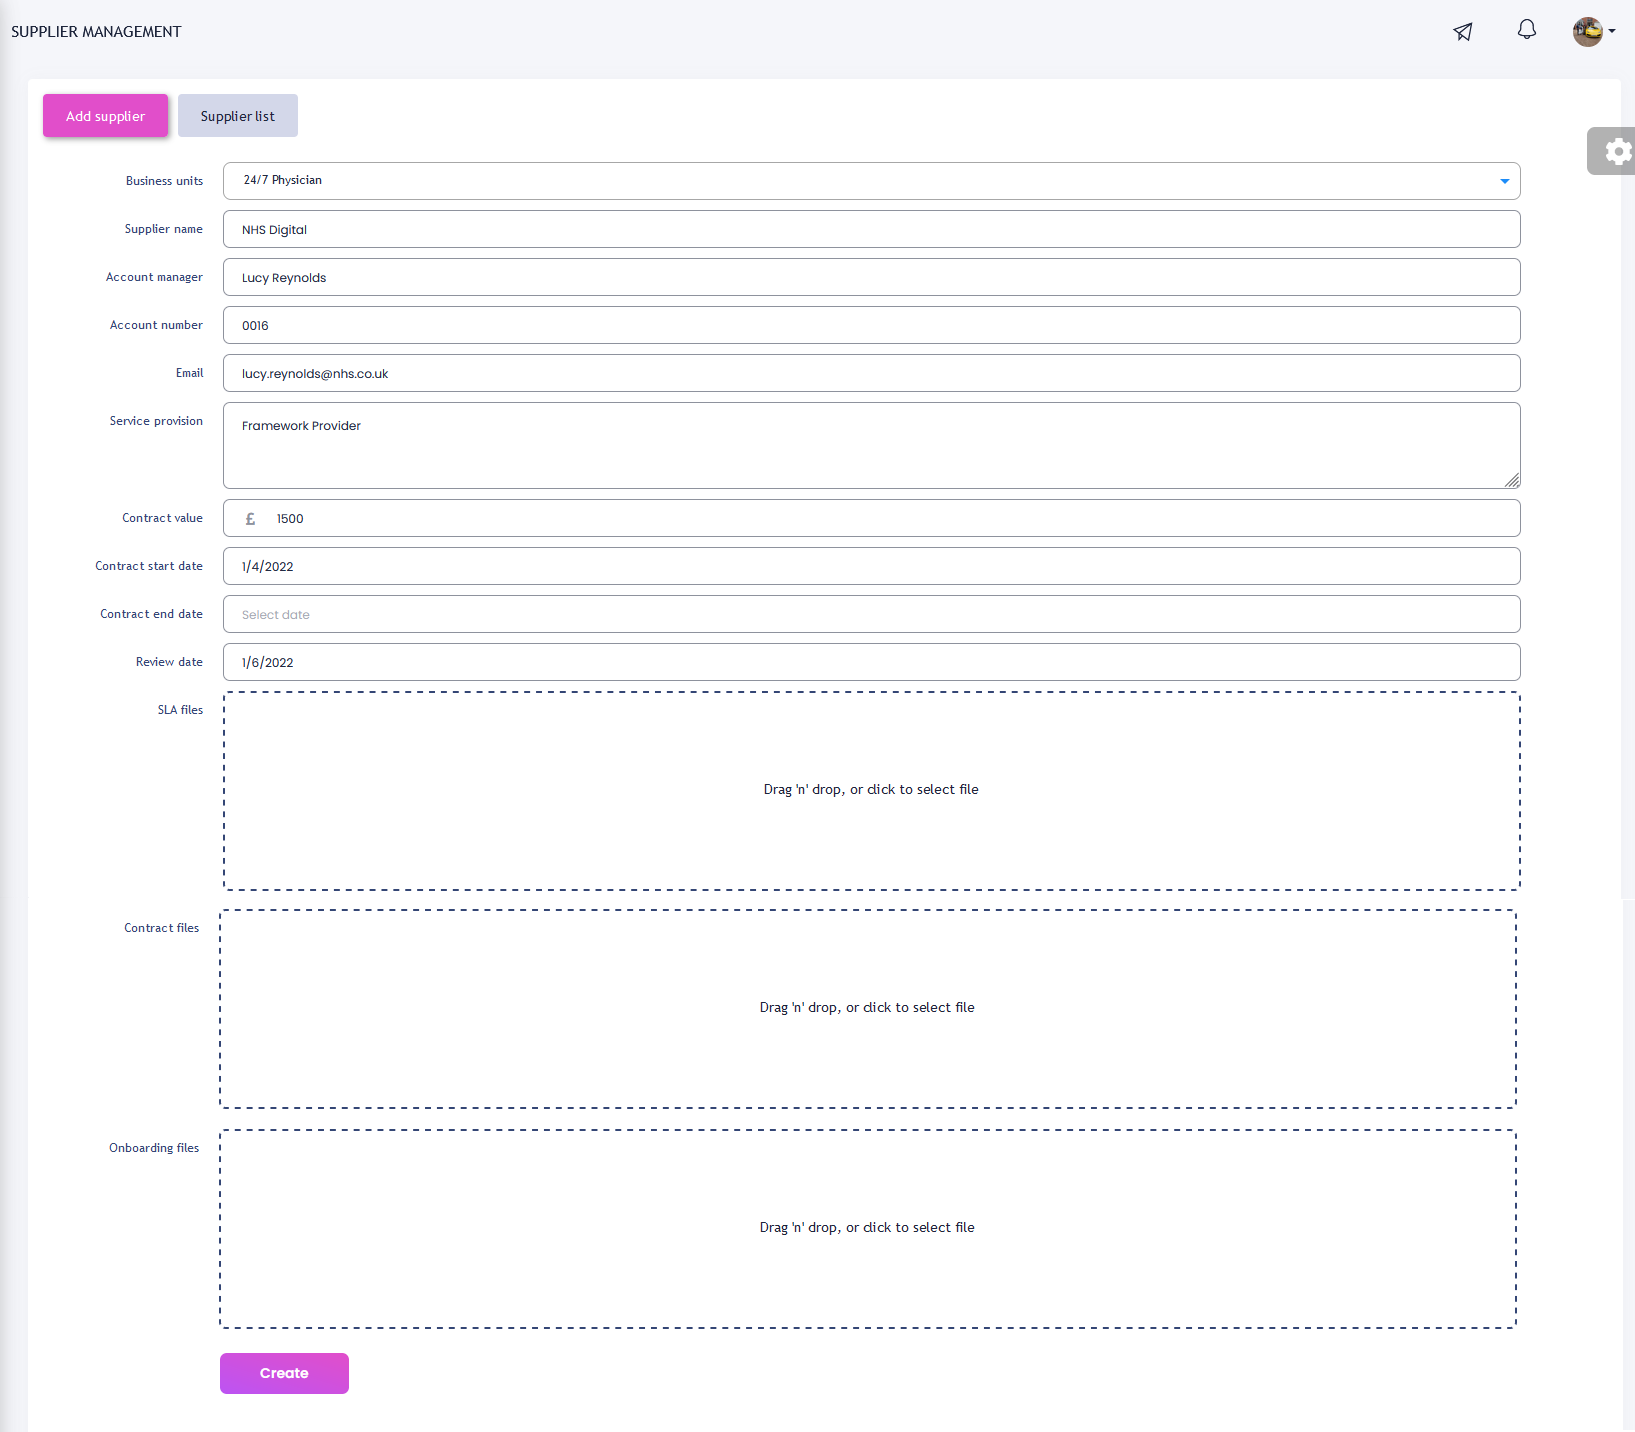 SUPPLIER MANAGEMENT
Add supplier
Supplier list
Business units
24/7 Physician
Supplier name
NHS Digital
Account manager
Lucy Reynolds
Account number
0016
Email
lucy.reynolds@nhs.co.uk
Service provision
Framework Provider
Contract value
£ 1500
Contract start date
1/4/2022
Contract end date
Select date
Review date
1/6/2022
SLA files
Drag 'n' drop, or click to select file
Contract files
Drag 'n' drop, or click to select file
Onboarding files
Drag 'n' drop, or click to select file
Create